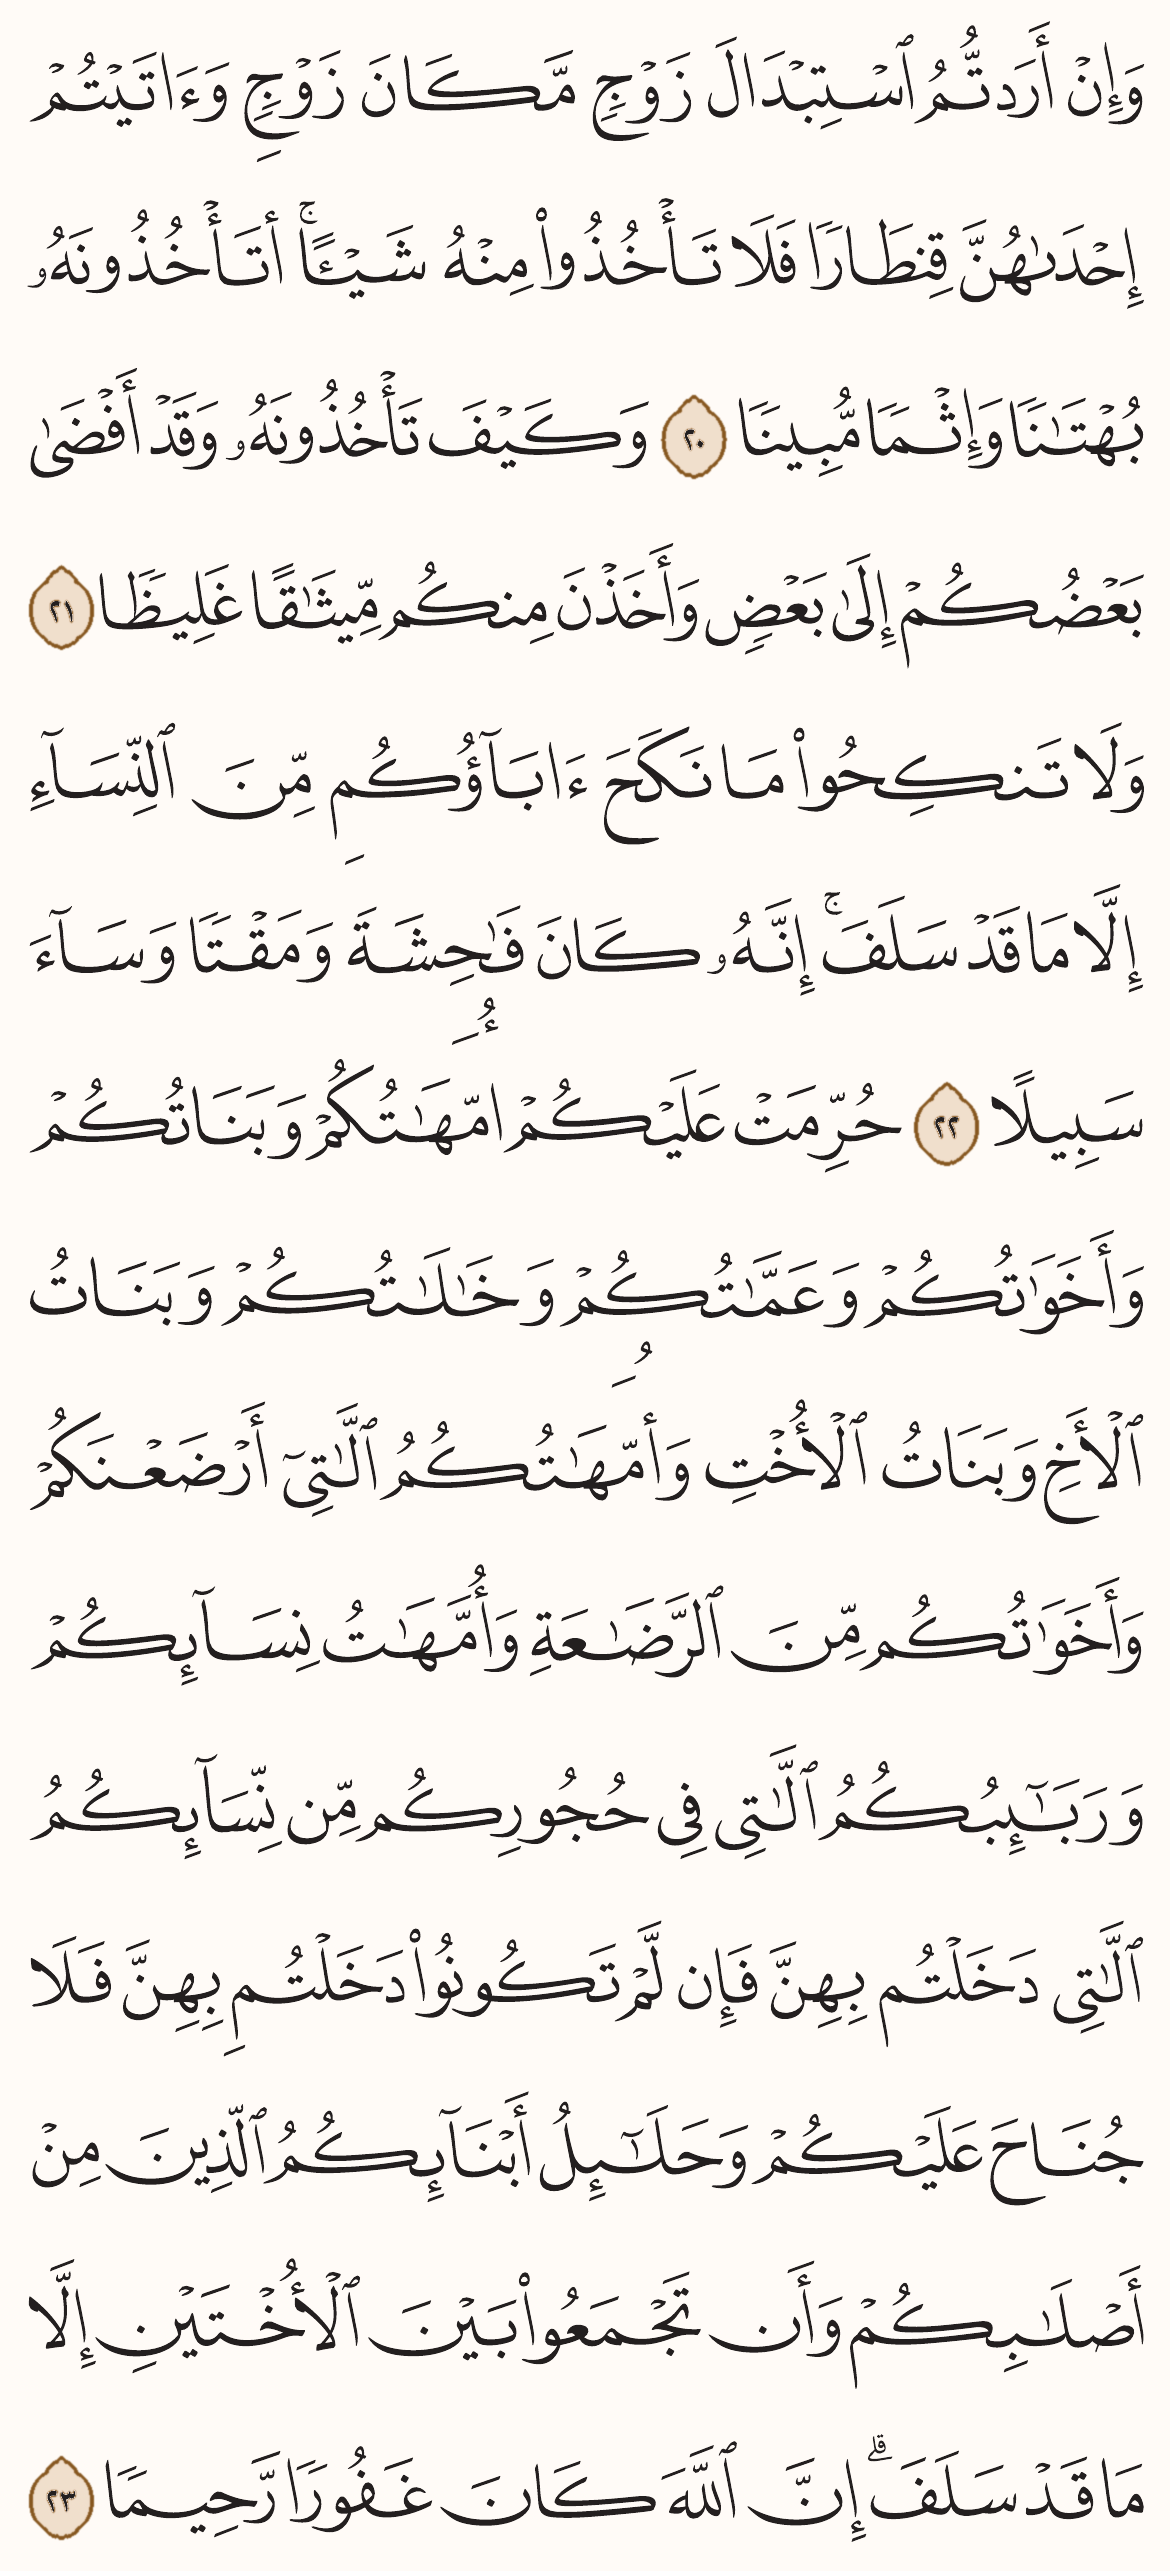 وَإِنۡ أَرَدتُّمُ ٱسۡتِبۡدَالَ زَوۡجٖ مَّكَانَ زَوۡجٖ وَءَاتَيۡتُمۡ
إِحۡدَىٰهُنَّ قِنطَارٗا فَلَا تَأۡخُذُواْ مِنۡهُ شَيۡـًٔاۚ أَتَأۡخُذُونَهُۥ
بُهۡتَٰنٗا وَإِثۡمٗا مُّبِينٗا ٢٠ وَكَيۡفَ تَأۡخُذُونَهُۥ وَقَدۡ أَفۡضَىٰ
بَعۡضُكُمۡ إِلَىٰ بَعۡضٖ وَأَخَذۡنَ مِنكُم مِّيثَٰقًا غَلِيظٗا ٢١
وَلَا تَنكِحُواْ مَا نَكَحَ ءَابَآؤُكُم مِّنَ ٱلنِّسَآءِ
إِلَّا مَا قَدۡ سَلَفَۚ إِنَّهُۥ كَانَ فَٰحِشَةٗ وَمَقۡتٗا وَسَآءَ
سَبِيلًا ٢٢ حُرِّمَتۡ عَلَيۡكُمۡ أُمَّهَٰتُكُمۡ وَبَنَاتُكُمۡ
وَأَخَوَٰتُكُمۡ وَعَمَّٰتُكُمۡ وَخَٰلَٰتُكُمۡ وَبَنَاتُ
ٱلۡأَخِ وَبَنَاتُ ٱلۡأُخۡتِ وَأُمَّهَٰتُكُمُ ٱلَّٰتِيٓ أَرۡضَعۡنَكُمۡ
وَأَخَوَٰتُكُم مِّنَ ٱلرَّضَٰعَةِ وَأُمَّهَٰتُ نِسَآئِكُمۡ
وَرَبَٰٓئِبُكُمُ ٱلَّٰتِي فِي حُجُورِكُم مِّن نِّسَآئِكُمُ
ٱلَّٰتِي دَخَلۡتُم بِهِنَّ فَإِن لَّمۡ تَكُونُواْ دَخَلۡتُم بِهِنَّ فَلَا
جُنَاحَ عَلَيۡكُمۡ وَحَلَٰٓئِلُ أَبۡنَآئِكُمُ ٱلَّذِينَ مِنۡ
أَصۡلَٰبِكُمۡ وَأَن تَجۡمَعُواْ بَيۡنَ ٱلۡأُخۡتَيۡنِ إِلَّا
مَا قَدۡ سَلَفَۗ إِنَّ ٱللَّهَ كَانَ غَفُورٗا رَّحِيمٗا ٢٣